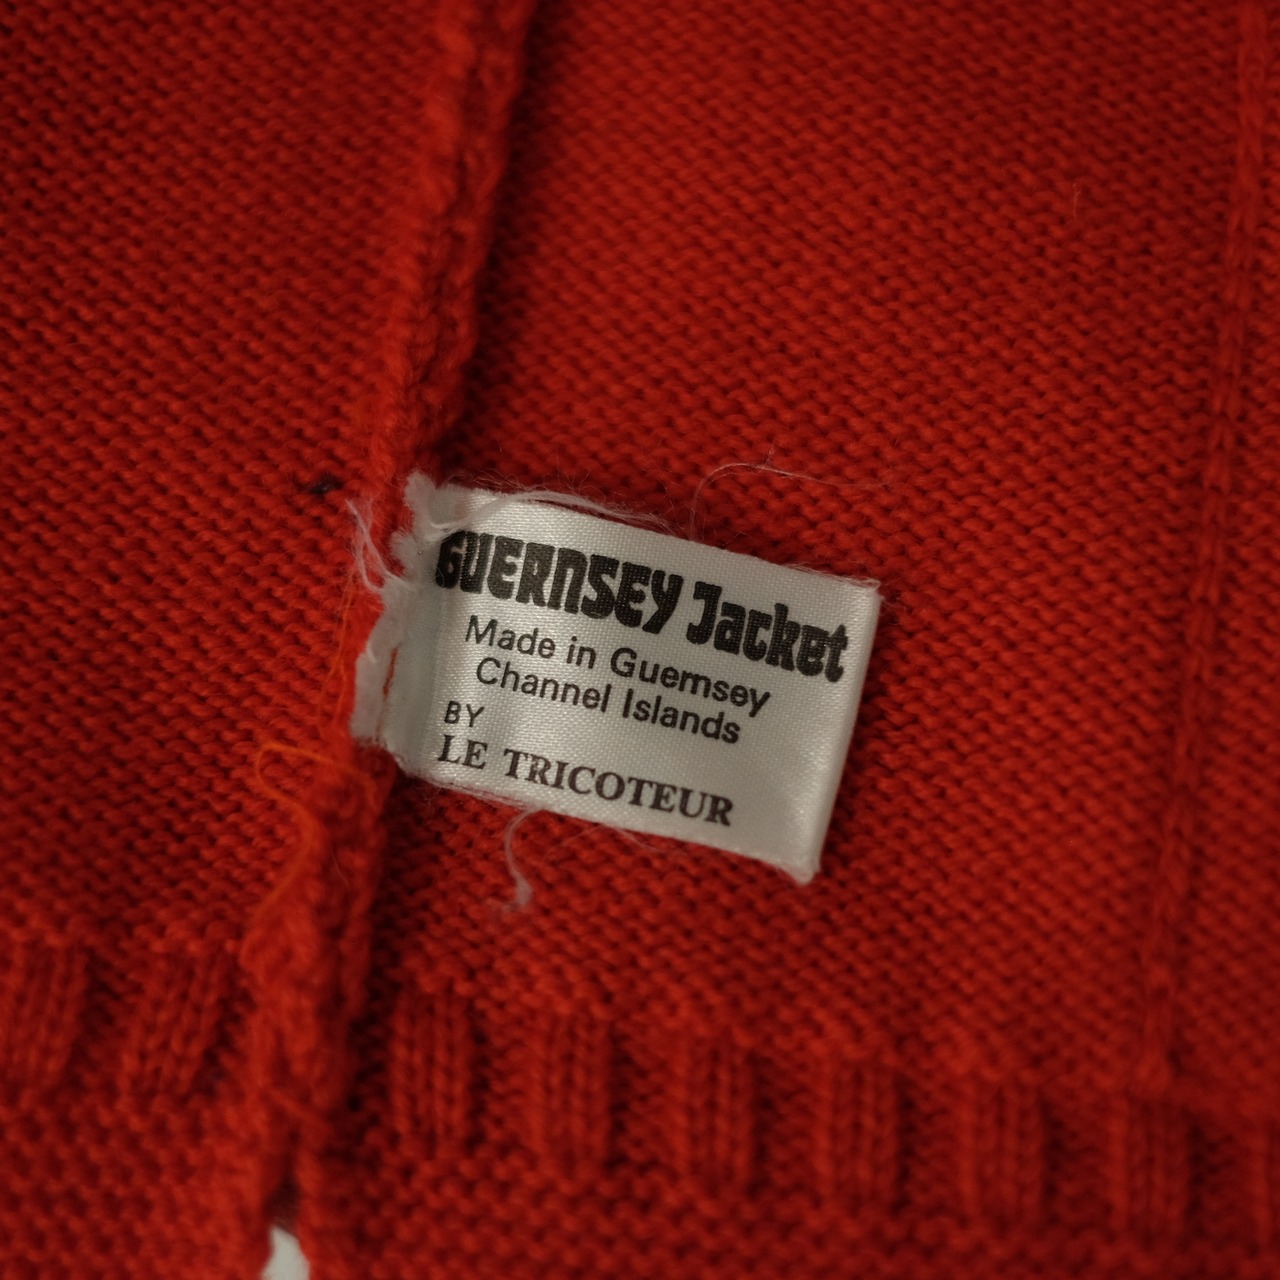 GUERNSEY Jacket
Made in Guernsey
Channel Islands
BY
LE TRICOTEUR